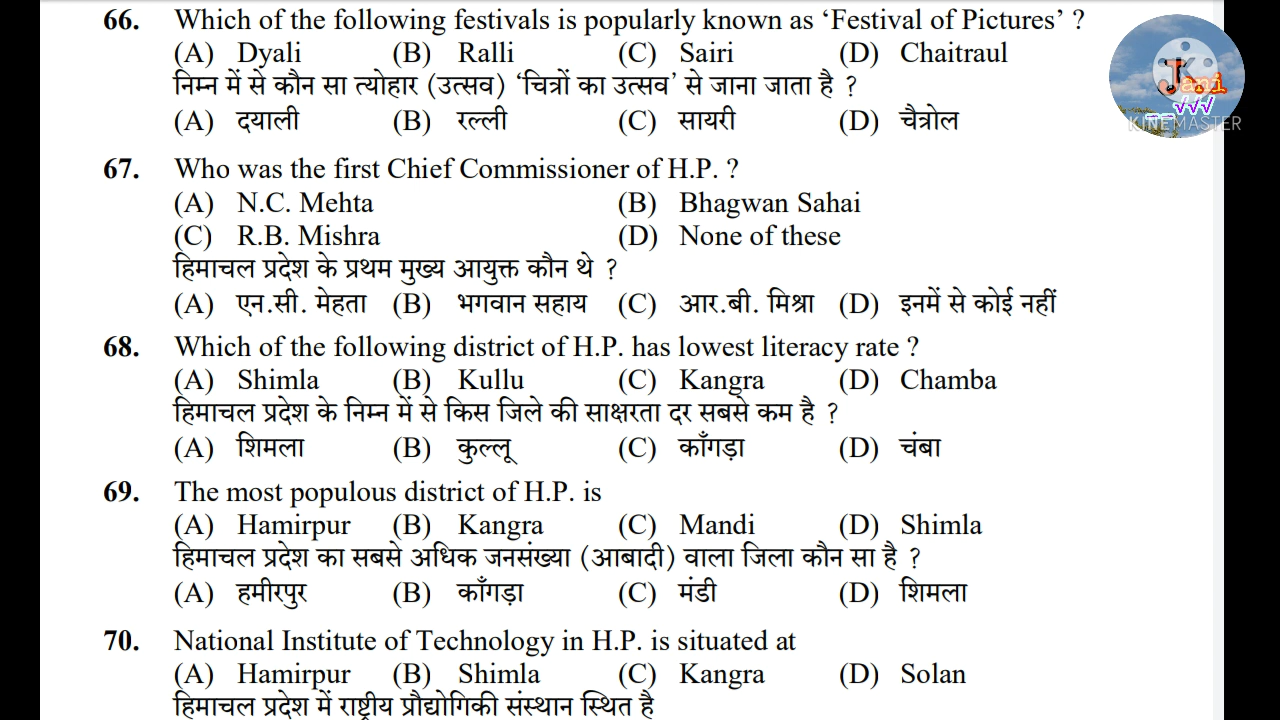 66. Which of the following festivals is popularly known as ‘Festival of Pictures’ ?
(A) Dyali (B) Ralli (C) Sairi (D) Chaitraul
निम्न में से कौन सा त्योहार (उत्सव) ‘चित्रों का उत्सव’ से जाना जाता है ?
(A) दयाली (B) रल्ली (C) सायरी (D) चैत्रोल
67. Who was the first Chief Commissioner of H.P. ?
(A) N.C. Mehta (B) Bhagwan Sahai
(C) R.B. Mishra (D) None of these
हिमाचल प्रदेश के प्रथम मुख्य आयुक्त कौन थे ?
(A) एन.सी. मेहता (B) भगवान सहाय (C) आर.बी. मिश्रा (D) इनमें से कोई नहीं
68. Which of the following district of H.P. has lowest literacy rate ?
(A) Shimla (B) Kullu (C) Kangra (D) Chamba
हिमाचल प्रदेश के निम्न में से किस जिले की साक्षरता दर सबसे कम है ?
(A) शिमला (B) कुल्लू (C) काँगड़ा (D) चंबा
69. The most populous district of H.P. is
(A) Hamirpur (B) Kangra (C) Mandi (D) Shimla
हिमाचल प्रदेश का सबसे अधिक जनसंख्या (आबादी) वाला जिला कौन सा है ?
(A) हमीरपुर (B) काँगड़ा (C) मंडी (D) शिमला
70. National Institute of Technology in H.P. is situated at
(A) Hamirpur (B) Shimla (C) Kangra (D) Solan
हिमाचल प्रदेश में राष्ट्रीय प्रौद्योगिकी संस्थान स्थित है
Jani
KINEMASTER